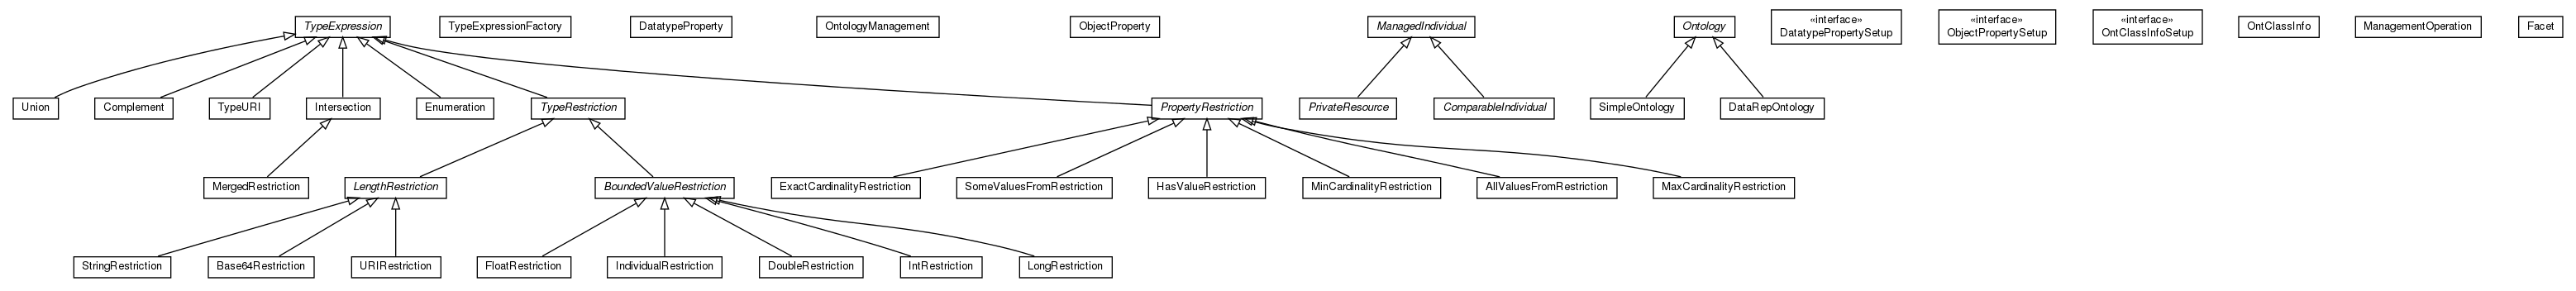 TypeExpression
TypeExpressionFactory
DatatypeProperty
OntologyManagement
ObjectProperty
ManagedIndividual
Ontology
«interface»
DatatypePropertySetup
«interface»
ObjectPropertySetup
«interface»
OntClassInfoSetup
OntClassInfo
ManagementOperation
Facet
Union
Complement
TypeURI
Intersection
Enumeration
TypeRestriction
PropertyRestriction
PrivateResource
ComparableIndividual
SimpleOntology
DataRepOntology
MergedRestriction
LengthRestriction
BoundedValueRestriction
ExactCardinalityRestriction
SomeValuesFromRestriction
HasValueRestriction
MinCardinalityRestriction
AllValuesFromRestriction
MaxCardinalityRestriction
StringRestriction
Base64Restriction
URIRestriction
FloatRestriction
IndividualRestriction
DoubleRestriction
IntRestriction
LongRestriction